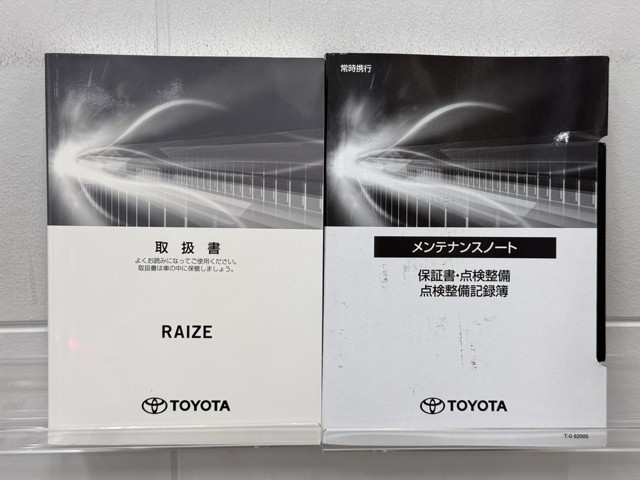 取扱書
よくお読みになってご使用ください。
取扱書は車の中に保管しましょう。
RAIZE
TOYOTA
常時携行
メンテナンスノート
保証書・点検整備
点検整備記録簿
TOYOTA